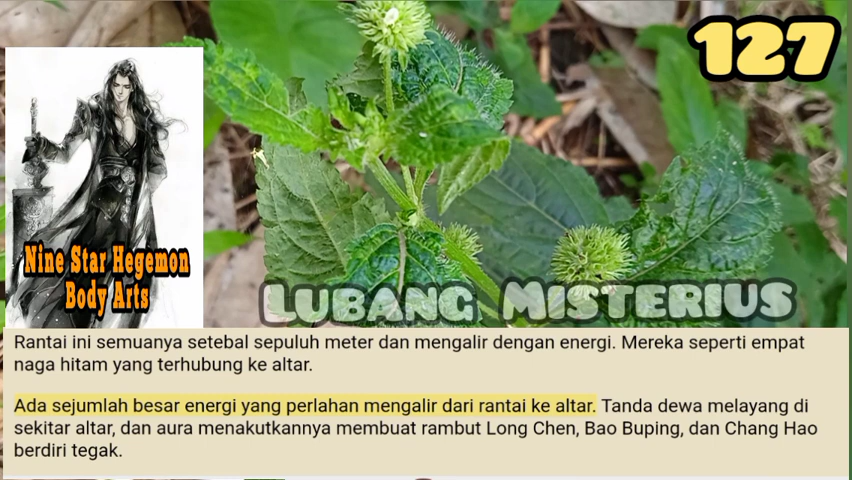 127
Nine Star Hegemon
Body Arts
Lubang Misterius
Rantai ini semuanya setebal sepuluh meter dan mengalir dengan energi. Mereka seperti empat
naga hitam yang terhubung ke altar.
Ada sejumlah besar energi yang perlahan mengalir dari rantai ke altar. Tanda dewa melayang di
sekitar altar, dan aura menakutkannya membuat rambut Long Chen, Bao Buping, dan Chang Hao
berdiri tegak.